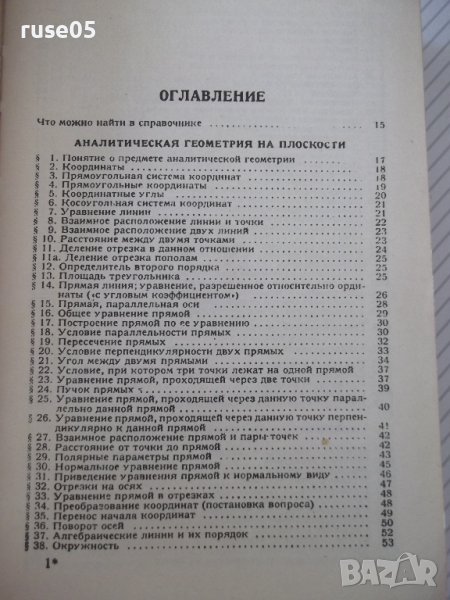 ruse05
ОГЛАВЛЕНИЕ
Что можно найти в справочнике 15
АНАЛИТИЧЕСКАЯ ГЕОМЕТРИЯ НА ПЛОСКОСТИ
§ 1. Понятие о предмете аналитической геометрии 17
§ 2. Координаты 18
§ 3. Прямоугольная система координат 18
§ 4. Прямоугольные координаты 19
§ 5. Координатные углы 20
§ 6. Косоугольная система координат 21
§ 7. Уравнение линии 21
§ 8. Взаимное расположение линии и точки 22
§ 9. Взаимное расположение двух линий 23
§ 10. Расстояние между двумя точками 23
§ 11. Деление отрезка в данном отношении 24
§ 11а. Деление отрезка пополам 25
§ 12. Определитель второго порядка 25
§ 13. Площадь треугольника 25
§ 14. Прямая линия; уравнение, разрешенное относительно орди-
наты («с угловым коэффициентом») 26
§ 15. Прямая, параллельная оси 28
§ 16. Общее уравнение прямой 29
§ 17. Построение прямой по ее уравнению 30
§ 18. Условие параллельности прямых 30
§ 19. Пересечение прямых 32
§ 20. Условие перпендикулярности двух прямых 33
§ 21. Угол между двумя прямыми 34
§ 22. Условие, при котором три точки лежат на одной прямой 37
§ 23. Уравнение прямой, проходящей через две точки 37
§ 24. Пучок прямых 39
§ 25. Уравнение прямой, проходящей через данную точку парал-
лельно данной прямой 40
§ 26. Уравнение прямой, проходящей через данную точку перпен-
дикулярно к данной прямой 41
§ 27. Взаимное расположение прямой и пары точек 42
§ 28. Расстояние от точки до прямой 42
§ 29. Полярные параметры прямой 43
§ 30. Нормальное уравнение прямой 45
§ 31. Приведение уравнения прямой к нормальному виду 46
§ 32. Отрезки на осях 47
§ 33. Уравнение прямой в отрезках 48
§ 34. Преобразование координат (постановка вопроса) 48
§ 35. Перенос начала координат 49
§ 36. Поворот осей 50
§ 37. Алгебраические линии и их порядок 52
§ 38. Окружность 53
1*
BAZAR.BG